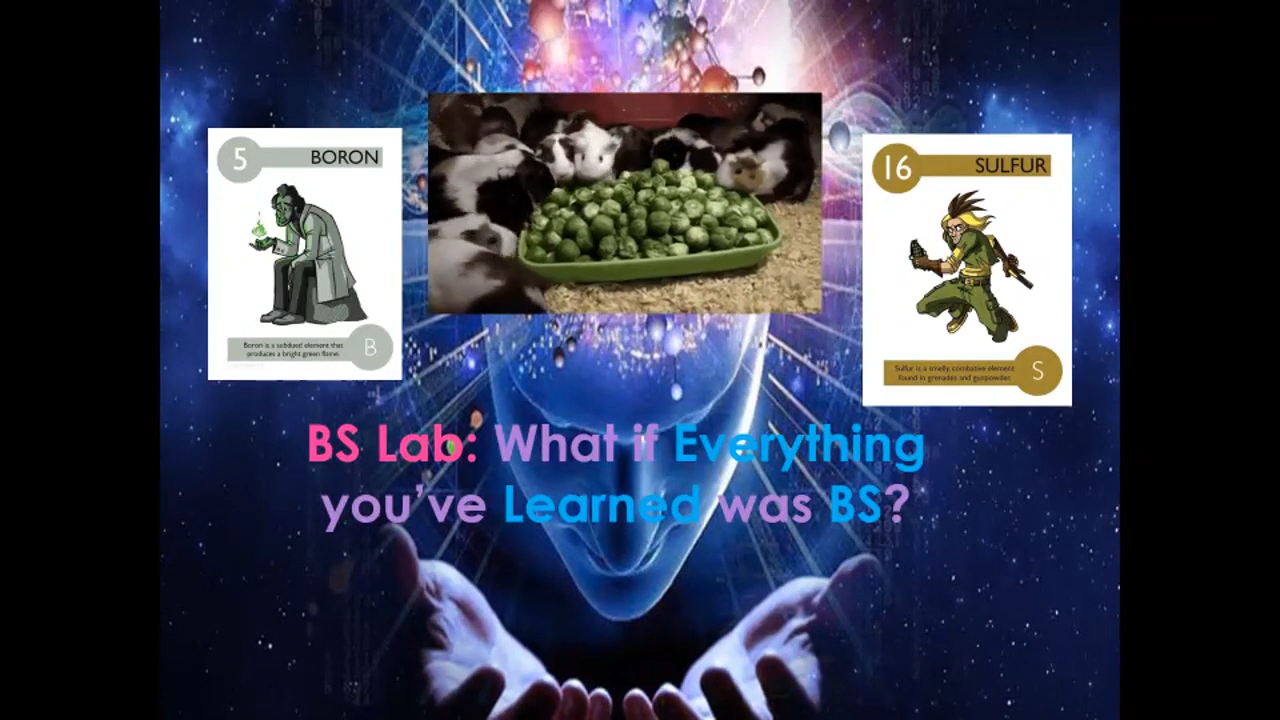 5
BORON
Boron is a subdued element that
produces a bright green flame.
B
16
SULFUR
Sulfur is a smelly, combative element
found in grenades and gunpowder.
S
BS Lab: What if Everything
you've Learned was BS?